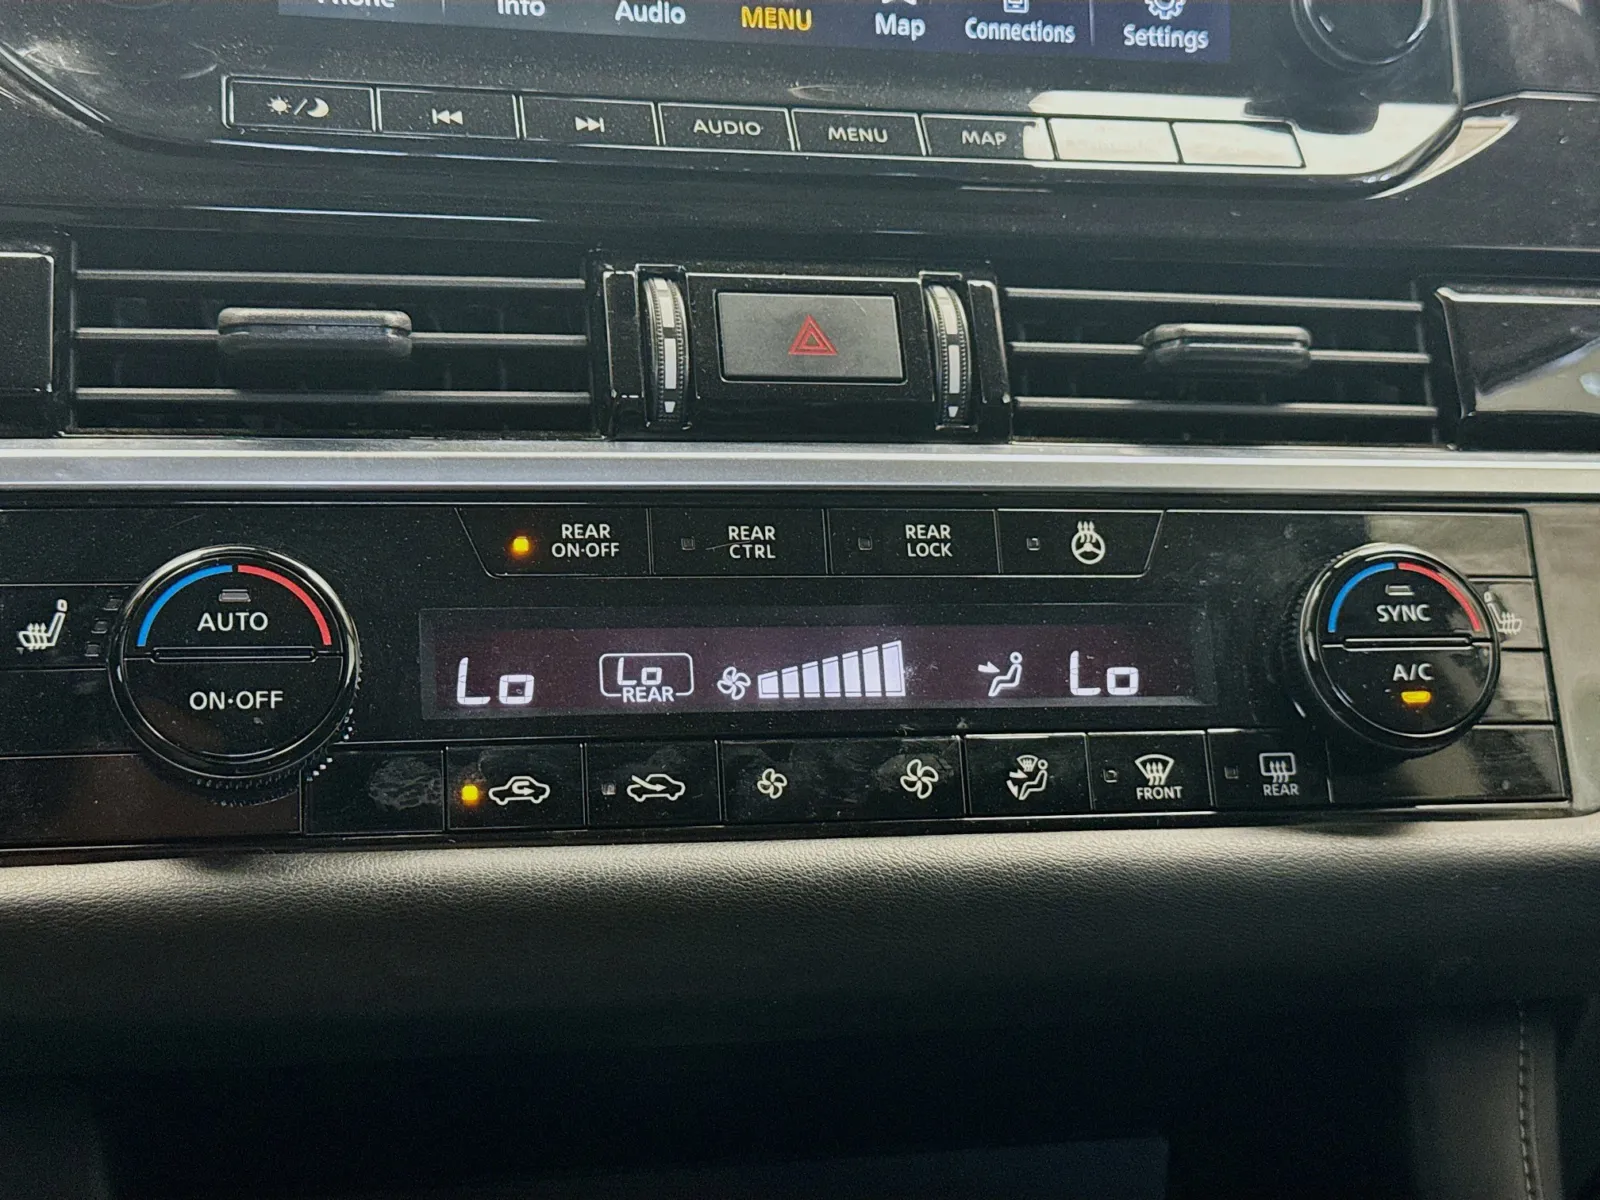 Phone Info Audio MENU Map Connections Settings
AUDIO MENU MAP
REAR ON·OFF
REAR CTRL
REAR LOCK
AUTO
ON·OFF
SYNC
A/C
Lo
Lo
REAR
Lo
FRONT
REAR